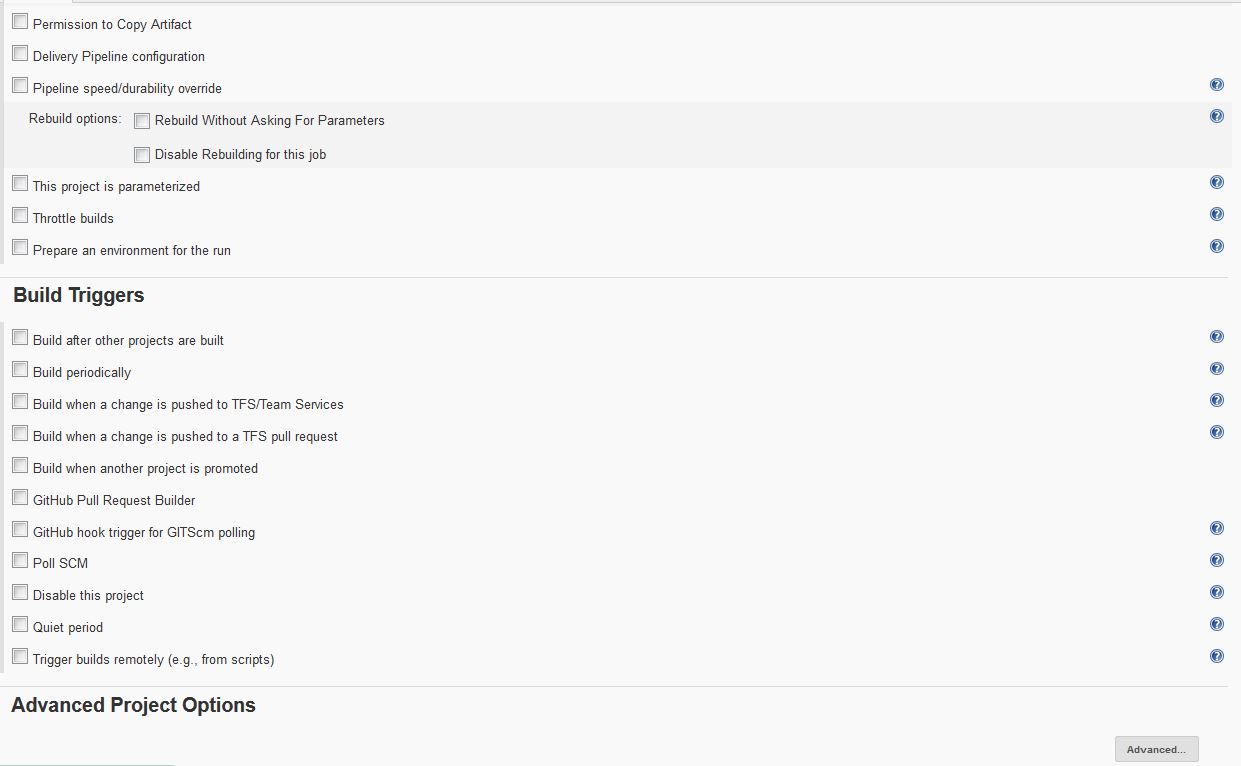 Permission to Copy Artifact
Delivery Pipeline configuration
Pipeline speed/durability override
Rebuild options: Rebuild Without Asking For Parameters
Disable Rebuilding for this job
This project is parameterized
Throttle builds
Prepare an environment for the run
Build Triggers
Build after other projects are built
Build periodically
Build when a change is pushed to TFS/Team Services
Build when a change is pushed to a TFS pull request
Build when another project is promoted
GitHub Pull Request Builder
GitHub hook trigger for GITScm polling
Poll SCM
Disable this project
Quiet period
Trigger builds remotely (e.g., from scripts)
Advanced Project Options
Advanced...